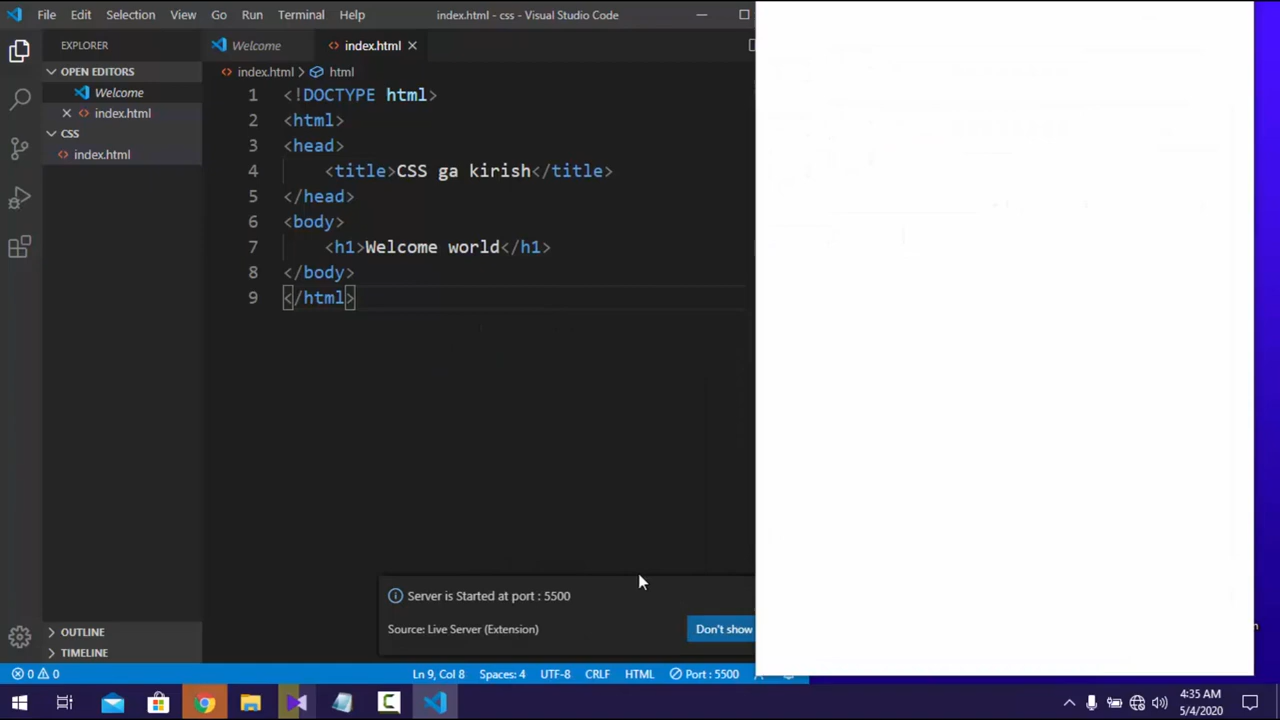 File Edit Selection View Go Run Terminal Help index.html - css - Visual Studio Code
EXPLORER
OPEN EDITORS
Welcome
index.html
CSS
index.html
OUTLINE
TIMELINE
Welcome index.html
index.html > html
1 <!DOCTYPE html>
2 <html>
3 <head>
4 <title>CSS ga kirish</title>
5 </head>
6 <body>
7 <h1>Welcome world</h1>
8 </body>
9 </html>
Server is Started at port : 5500
Source: Live Server (Extension)
Don't show
0 0 Ln 9, Col 8 Spaces: 4 UTF-8 CRLF HTML Port : 5500
4:35 AM
5/4/2020